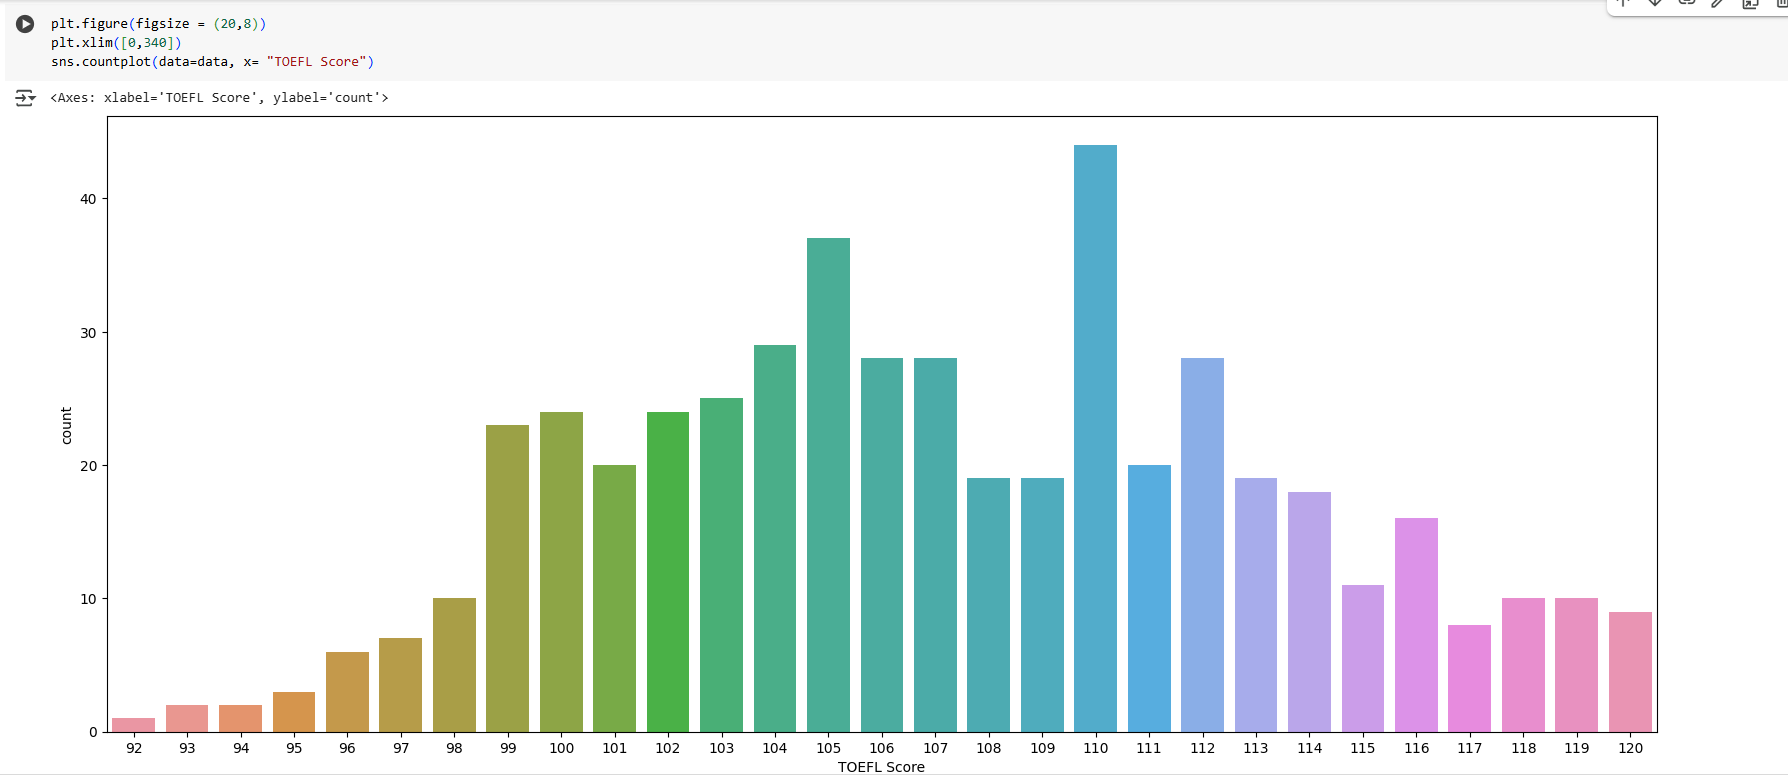 plt.figure(figsize = (20,8))
plt.xlim([0,340])
sns.countplot(data=data, x= "TOEFL Score")
<Axes: xlabel='TOEFL Score', ylabel='count'>
40
30
20
10
0
count
92 93 94 95 96 97 98 99 100 101 102 103 104 105 106 107 108 109 110 111 112 113 114 115 116 117 118 119 120
TOEFL Score